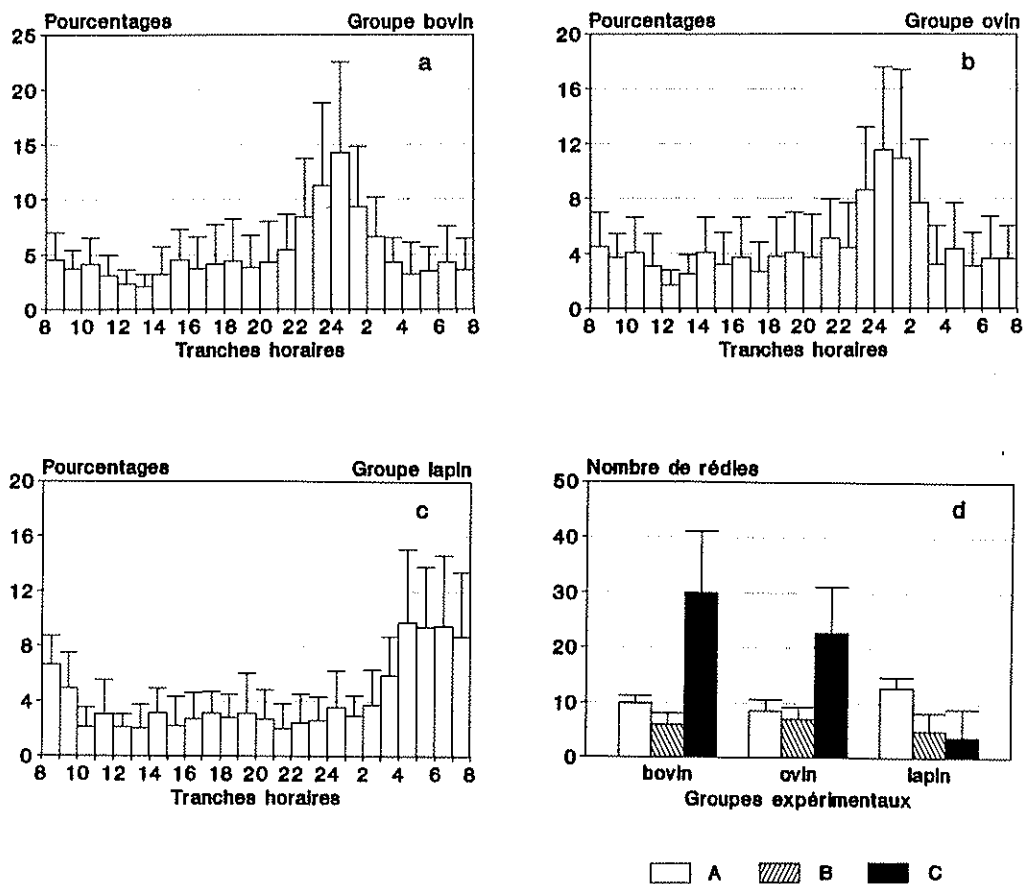 Pourcentages Groupe bovin
a
25
20
15
10
5
0
8 10 12 14 16 18 20 22 24 2 4 6 8
Tranches horaires
Pourcentages Groupe ovin
b
20
16
12
8
4
0
8 10 12 14 16 18 20 22 24 2 4 6 8
Tranches horaires
Pourcentages Groupe lapin
c
20
16
12
8
4
0
8 10 12 14 16 18 20 22 24 2 4 6 8
Tranches horaires
Nombre de rédies
d
50
40
30
20
10
0
bovin ovin lapin
Groupes expérimentaux
A B C